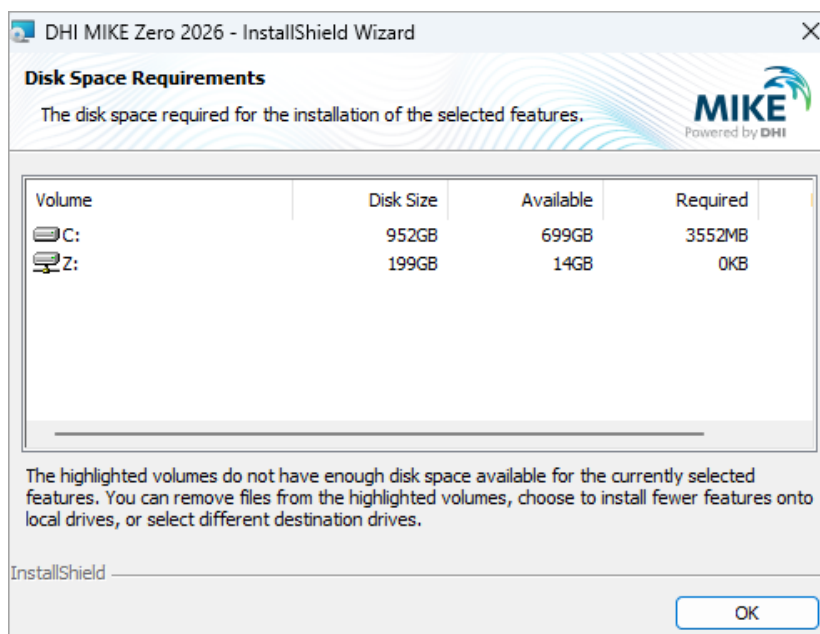 DHI MIKE Zero 2026 - InstallShield Wizard
Disk Space Requirements
The disk space required for the installation of the selected features.
MIKE
Powered by DHI
Volume Disk Size Available Required
C: 952GB 699GB 3552MB
Z: 199GB 14GB 0KB
The highlighted volumes do not have enough disk space available for the currently selected
features. You can remove files from the highlighted volumes, choose to install fewer features onto
local drives, or select different destination drives.
InstallShield
OK